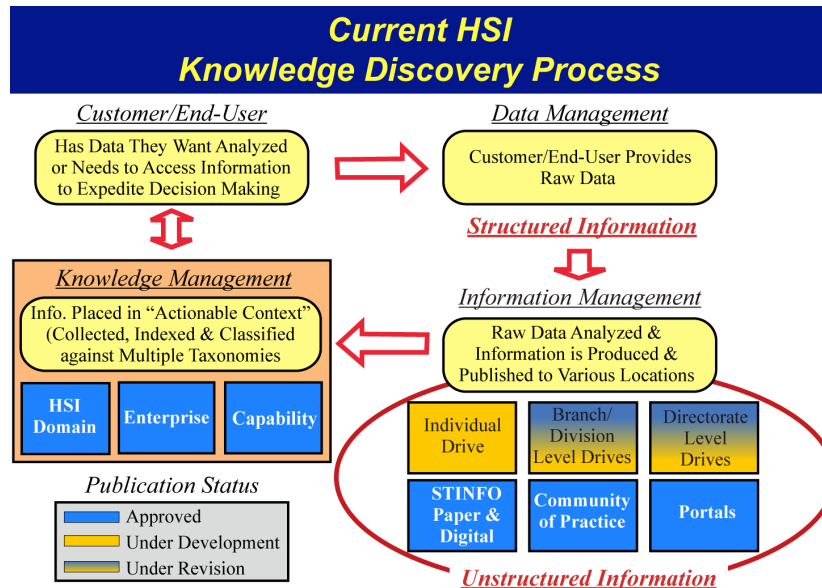 Current HSI
Knowledge Discovery Process
Customer/End-User
Has Data They Want Analyzed
or Needs to Access Information
to Expedite Decision Making
Data Management
Customer/End-User Provides
Raw Data
Structured Information
Knowledge Management
Info. Placed in “Actionable Context”
(Collected, Indexed & Classified
against Multiple Taxonomies
HSI
Domain
Enterprise
Capability
Information Management
Raw Data Analyzed &
Information is Produced &
Published to Various Locations
Individual
Drive
Branch/
Division
Level Drives
Directorate
Level
Drives
STINFO
Paper &
Digital
Community
of Practice
Portals
Unstructured Information
Publication Status
Approved
Under Development
Under Revision